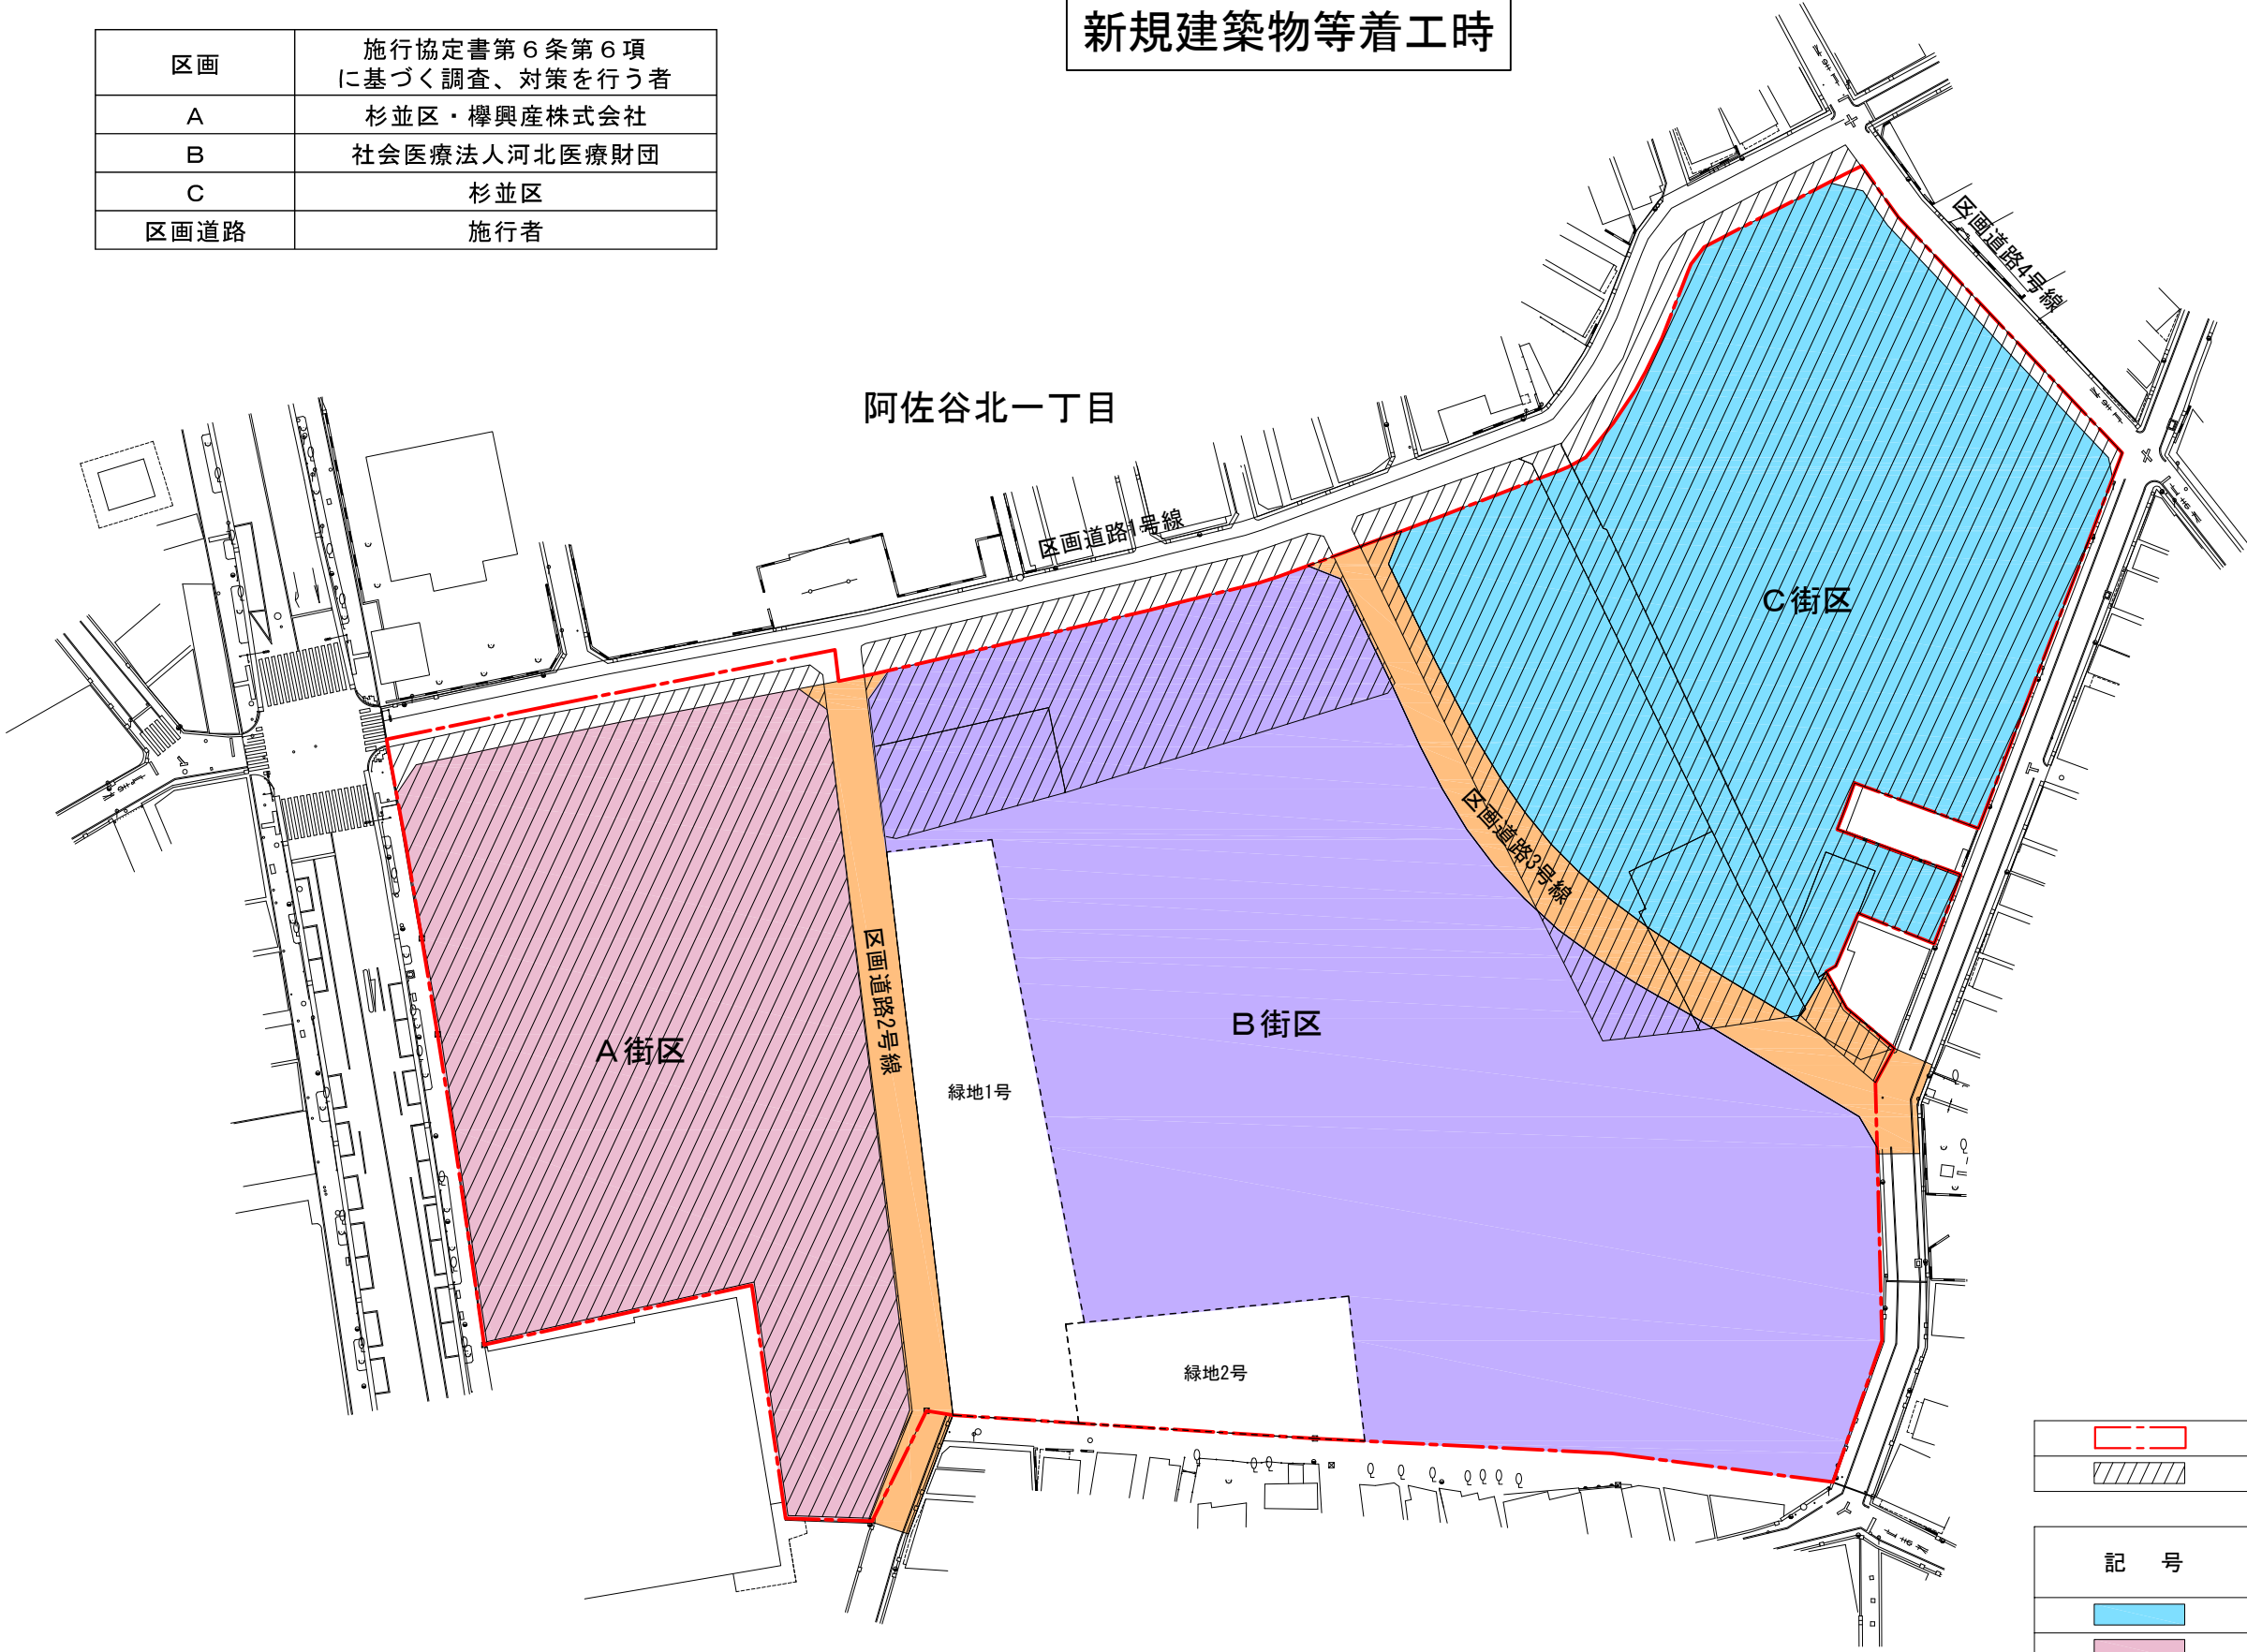 新規建築物等着工時
区画
施行協定書第6条第6項
に基づく調査、対策を行う者
A
杉並区・欅興産株式会社
B
社会医療法人河北医療財団
C
杉並区
区画道路
施行者
区画道路4号線
阿佐谷北一丁目
区画道路1号線
C街区
区画道路3号線
区画道路2号線
B街区
A街区
緑地1号
緑地2号
記 号